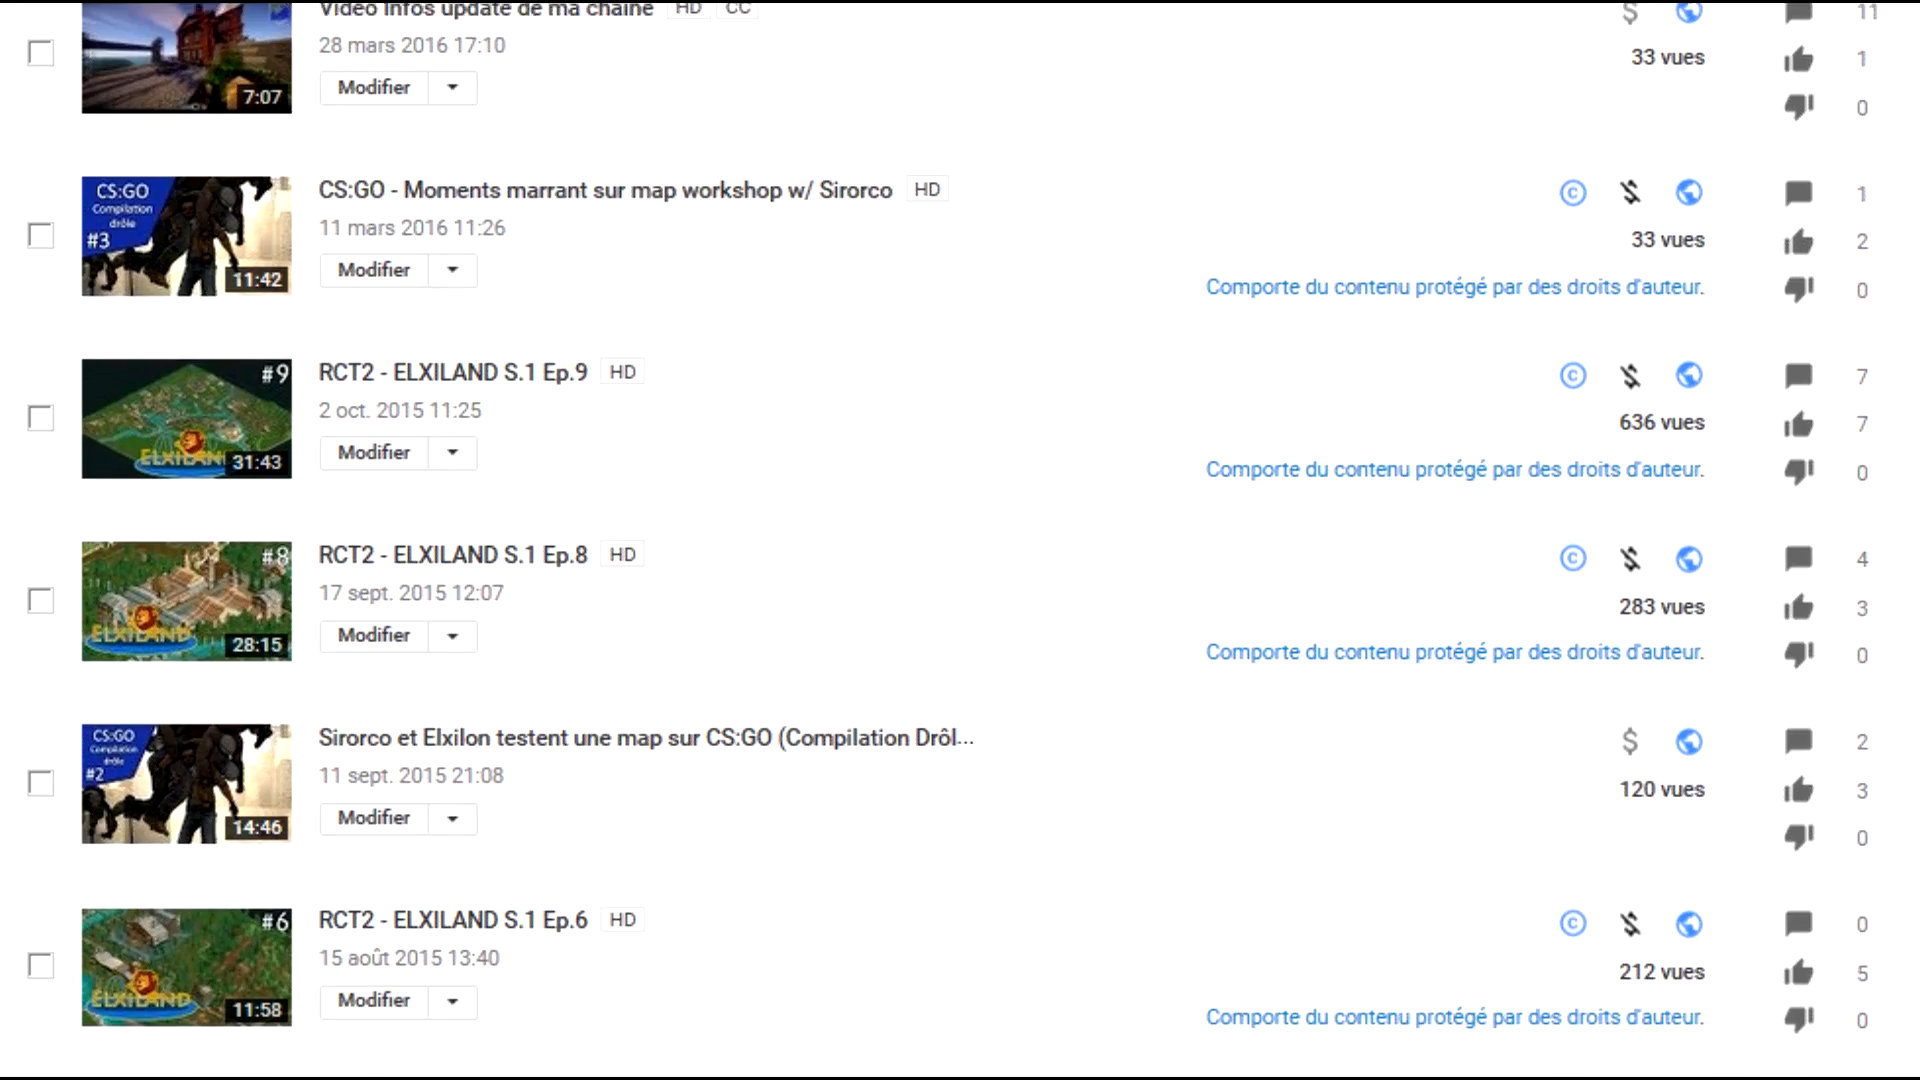 Vidéo Infos update de ma chaîne HD CC 11
28 mars 2016 17:10 33 vues 1
Modifier
7:07 0
CS:GO
Compilation
drôle
#3
11:42
CS:GO - Moments marrant sur map workshop w/ Sirorco HD © 1
11 mars 2016 11:26 33 vues 2
Modifier Comporte du contenu protégé par des droits d'auteur. 0
#9
ELXILAN
31:43
RCT2 - ELXILAND S.1 Ep.9 HD © 7
2 oct. 2015 11:25 636 vues 7
Modifier Comporte du contenu protégé par des droits d'auteur. 0
#8
ELXILAND
28:15
RCT2 - ELXILAND S.1 Ep.8 HD © 4
17 sept. 2015 12:07 283 vues 3
Modifier Comporte du contenu protégé par des droits d'auteur. 0
CS:GO
Compilation
drôle
#2
14:46
Sirorco et Elxilon testent une map sur CS:GO (Compilation Drôl... $ 2
11 sept. 2015 21:08 120 vues 3
Modifier 0
#6
ELXILAND
11:58
RCT2 - ELXILAND S.1 Ep.6 HD © 0
15 août 2015 13:40 212 vues 5
Modifier Comporte du contenu protégé par des droits d'auteur. 0